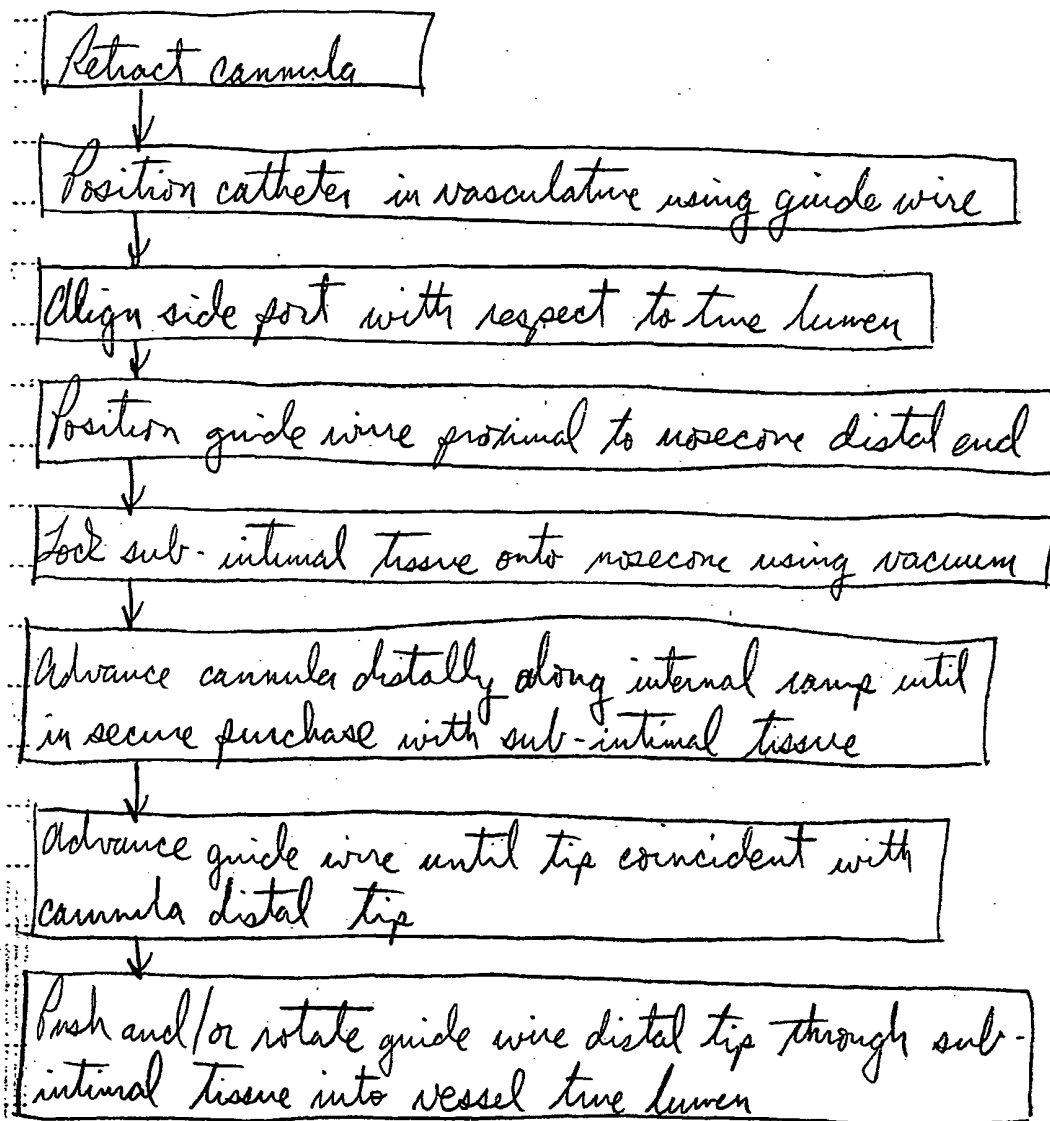 Retract cannula
Position catheter in vasculature using guide wire
Align side port with respect to true lumen
Position guide wire proximal to nosecone distal end
Lock sub-intimal tissue onto nosecone using vacuum
Advance cannula distally along internal ramp until
in secure purchase with sub-intimal tissue
Advance guide wire until tip coincident with
cannula distal tip
Push and/or rotate guide wire distal tip through sub-
intimal tissue into vessel true lumen